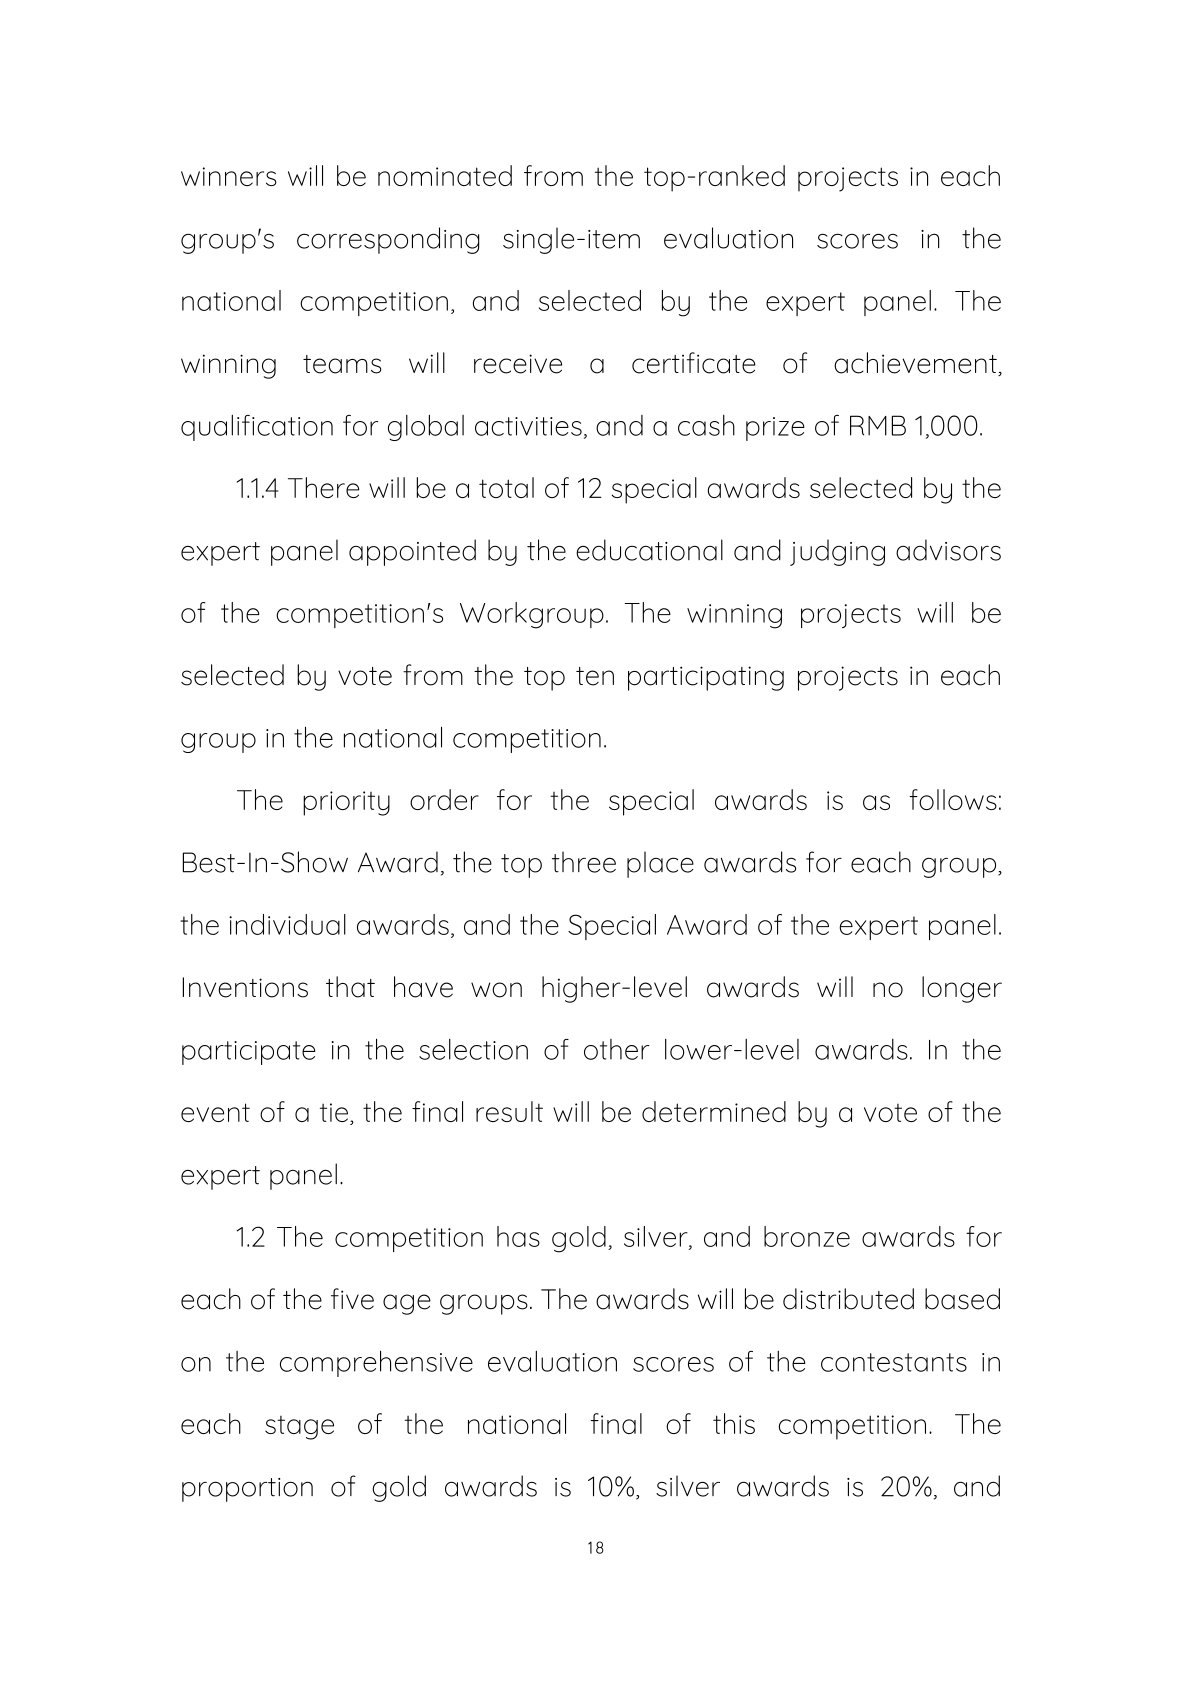 winners will be nominated from the top-ranked projects in each
group's corresponding single-item evaluation scores in the
national competition, and selected by the expert panel. The
winning teams will receive a certificate of achievement,
qualification for global activities, and a cash prize of RMB 1,000.
1.1.4 There will be a total of 12 special awards selected by the
expert panel appointed by the educational and judging advisors
of the competition's Workgroup. The winning projects will be
selected by vote from the top ten participating projects in each
group in the national competition.
The priority order for the special awards is as follows:
Best-In-Show Award, the top three place awards for each group,
the individual awards, and the Special Award of the expert panel.
Inventions that have won higher-level awards will no longer
participate in the selection of other lower-level awards. In the
event of a tie, the final result will be determined by a vote of the
expert panel.
1.2 The competition has gold, silver, and bronze awards for
each of the five age groups. The awards will be distributed based
on the comprehensive evaluation scores of the contestants in
each stage of the national final of this competition. The
proportion of gold awards is 10%, silver awards is 20%, and
18